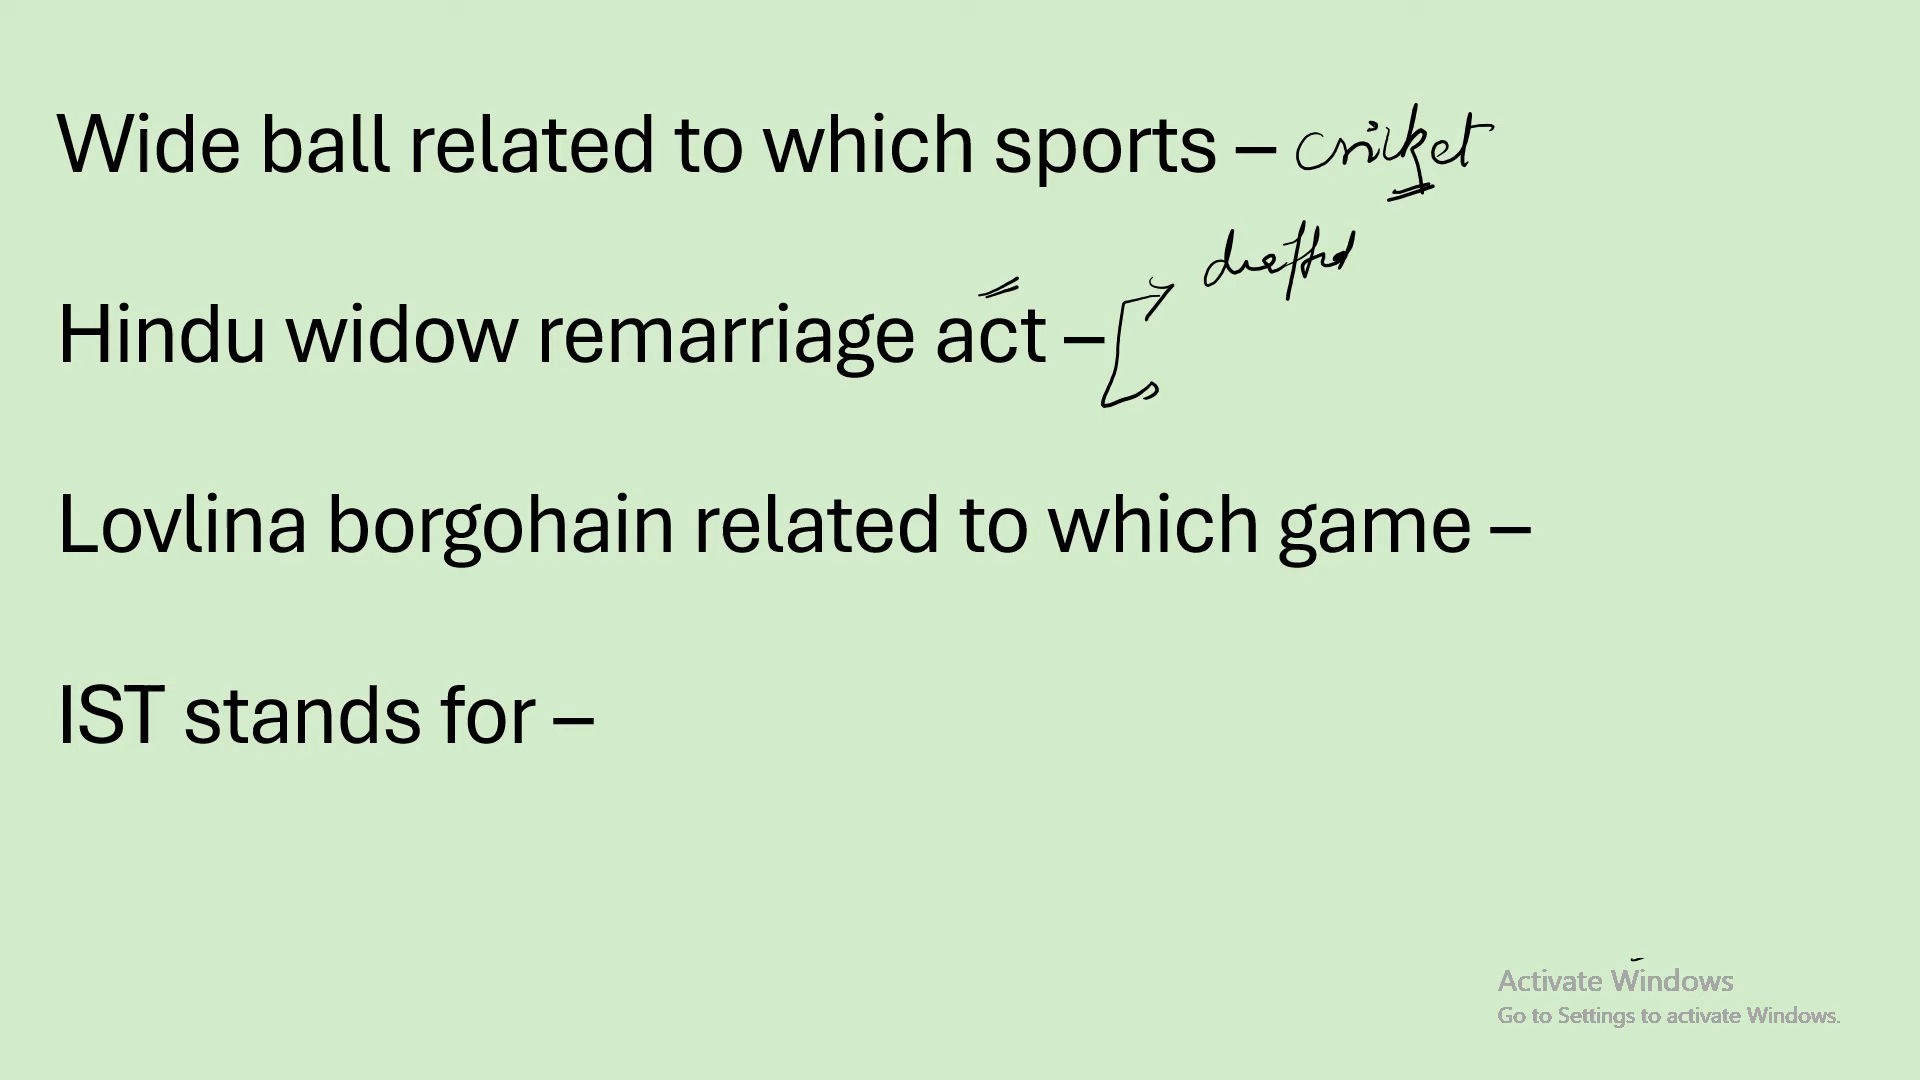 Wide ball related to which sports – cricket
Hindu widow remarriage act –
drafted
Lovlina borgohain related to which game –
IST stands for –
Activate Windows
Go to Settings to activate Windows.